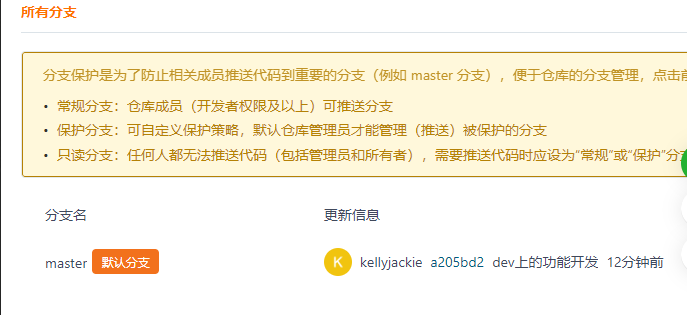 所有分支
分支保护是为了防止相关成员推送代码到重要的分支（例如 master 分支），便于仓库的分支管理，点击前
• 常规分支：仓库成员（开发者权限及以上）可推送分支
• 保护分支：可自定义保护策略，默认仓库管理员才能管理（推送）被保护的分支
• 只读分支：任何人都无法推送代码（包括管理员和所有者），需要推送代码时应设为“常规”或“保护”分支
分支名 更新信息
master 默认分支 K kellyjackie a205bd2 dev上的功能开发 12分钟前